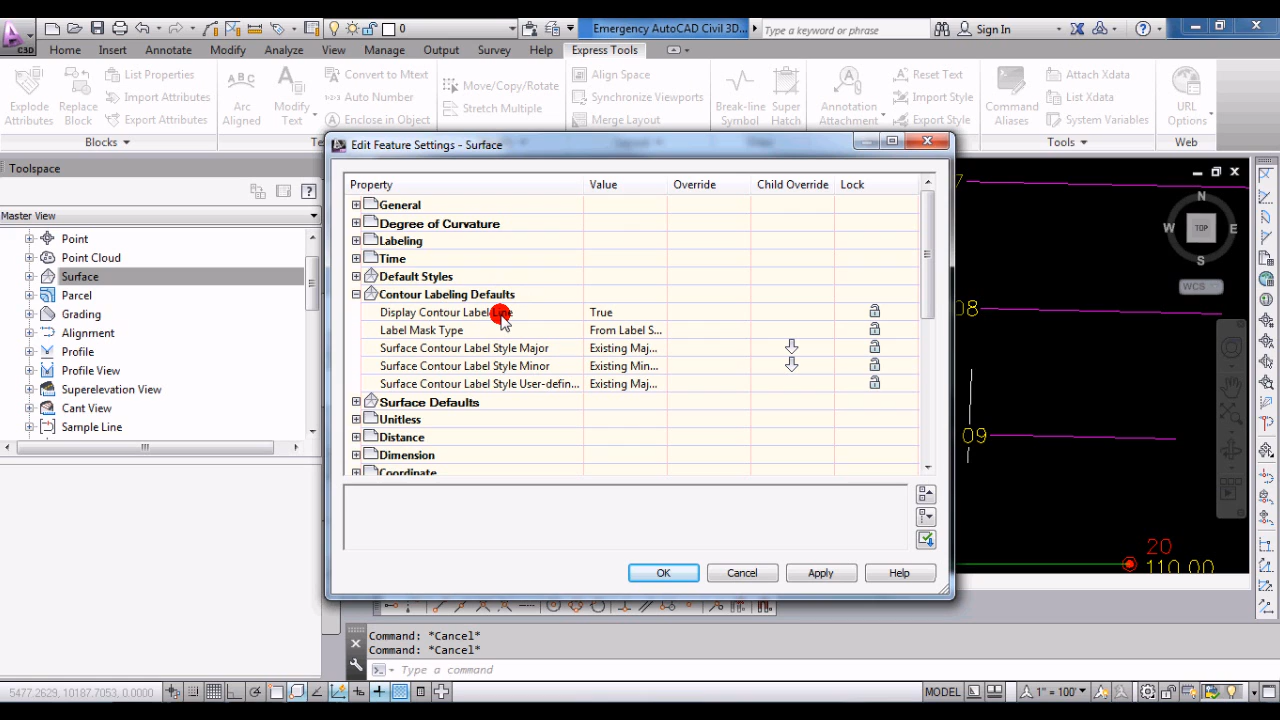 Emergency AutoCAD Civil 3D...
Type a keyword or phrase
Sign In
0
C3D
Home Insert Annotate Modify Analyze View Manage Output Survey Help Express Tools
Explode Attributes
Replace Block
List Properties
Import Attributes
Export Attributes
Blocks
Arc Aligned
Modify Text
Convert to Mtext
Auto Number
Enclose in Object
Move/Copy/Rotate
Stretch Multiple
Align Space
Synchronize Viewports
Merge Layout
Break-line Symbol
Super Hatch
Annotation Attachment
Reset Text
Import Style
Export Style
Command Aliases
Attach Xdata
List Xdata
System Variables
Tools
URL Options
Web
Toolspace
Master View
Point
Point Cloud
Surface
Parcel
Grading
Alignment
Profile
Profile View
Superelevation View
Cant View
Sample Line
Edit Feature Settings - Surface
Property Value Override Child Override Lock
General
Degree of Curvature
Labeling
Time
Default Styles
Contour Labeling Defaults
Display Contour Label Line True
Label Mask Type From Label S...
Surface Contour Label Style Major Existing Maj...
Surface Contour Label Style Minor Existing Min...
Surface Contour Label Style User-defin... Existing Maj...
Surface Defaults
Unitless
Distance
Dimension
Coordinate
OK Cancel Apply Help
N
W TOP E
S
WCS
08
09
20
110.00
Command: *Cancel*
Command: *Cancel*
Type a command
5477.2629, 10187.7053, 0.0000
MODEL
1" = 100'